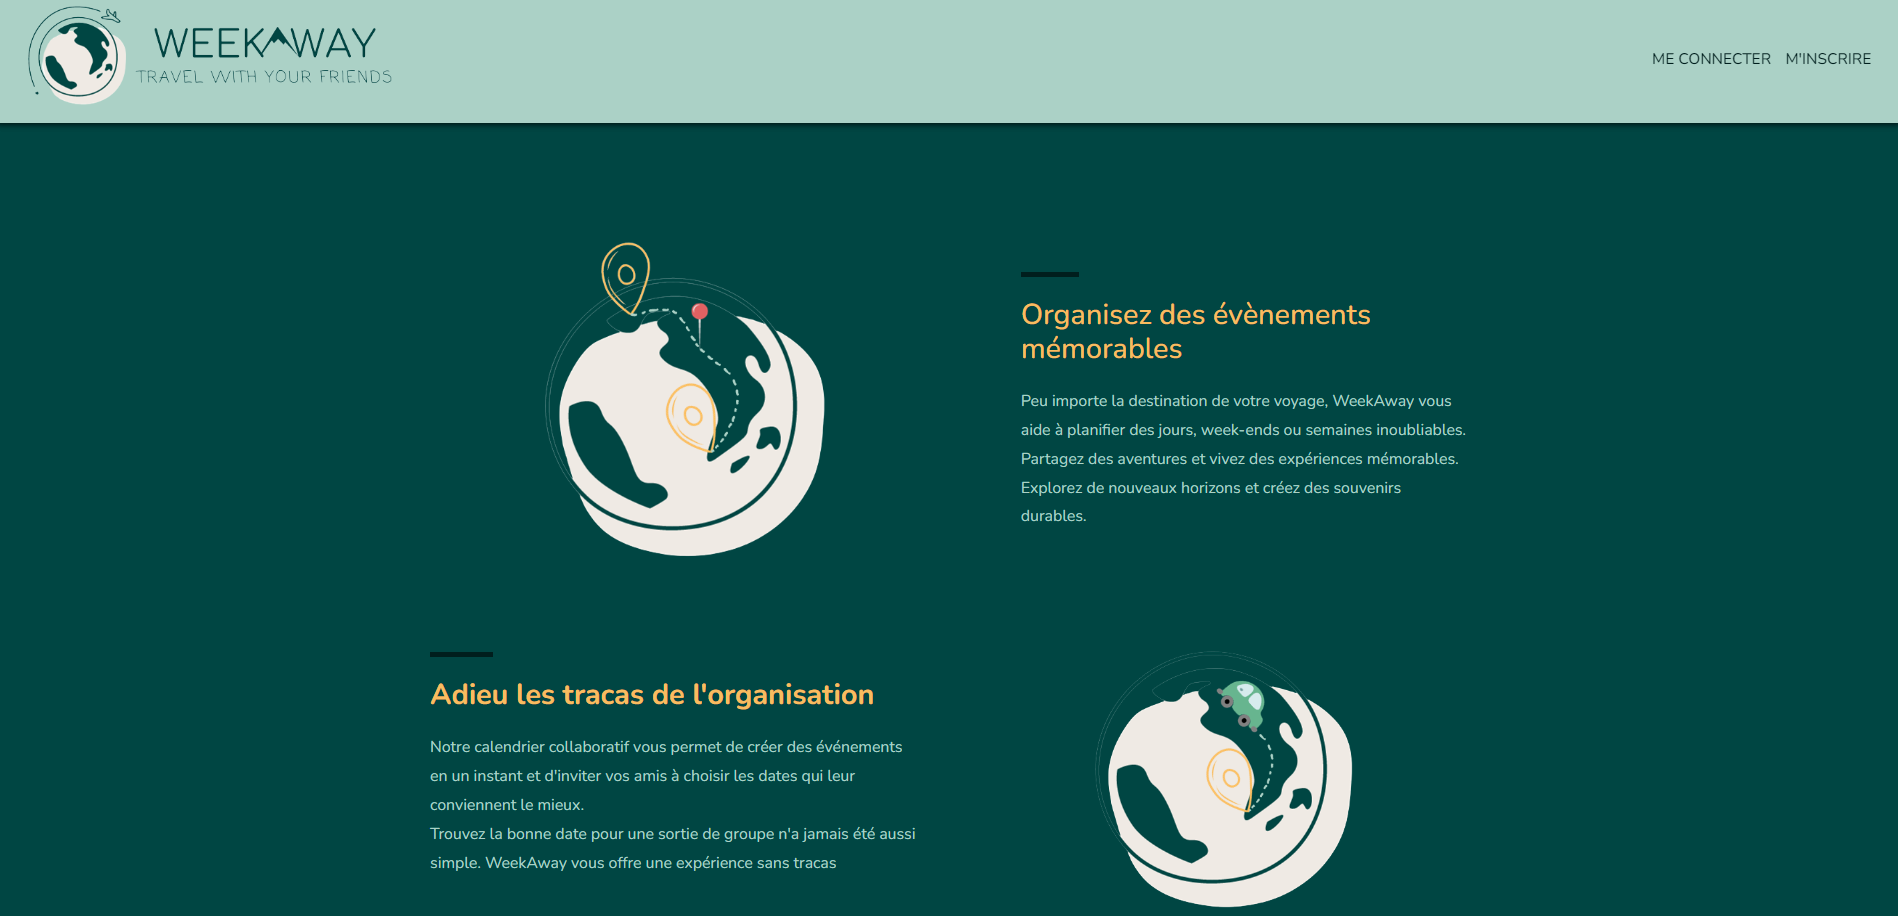 WEEKAWAY
TRAVEL WITH YOUR FRIENDS
ME CONNECTER M'INSCRIRE
Organisez des évènements
mémorables
Peu importe la destination de votre voyage, WeekAway vous
aide à planifier des jours, week-ends ou semaines inoubliables.
Partagez des aventures et vivez des expériences mémorables.
Explorez de nouveaux horizons et créez des souvenirs
durables.
Adieu les tracas de l'organisation
Notre calendrier collaboratif vous permet de créer des événements
en un instant et d'inviter vos amis à choisir les dates qui leur
conviennent le mieux.
Trouvez la bonne date pour une sortie de groupe n'a jamais été aussi
simple. WeekAway vous offre une expérience sans tracas